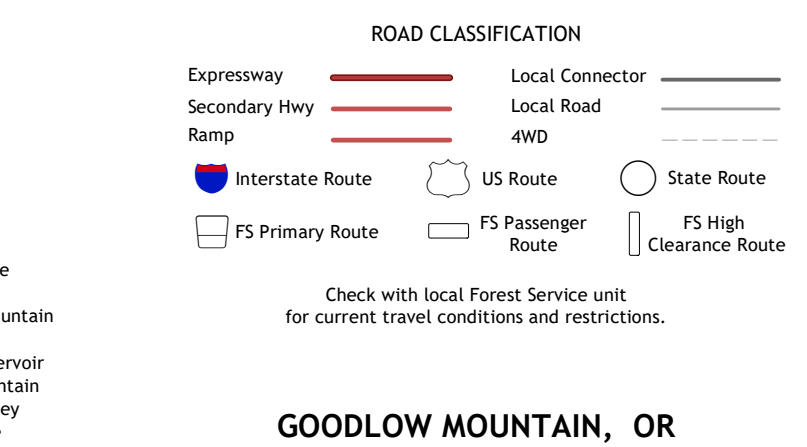 ROAD CLASSIFICATION
Expressway
Local Connector
Secondary Hwy
Local Road
Ramp
4WD
Interstate Route
US Route
State Route
FS Primary Route
FS Passenger
Route
FS High
Clearance Route
Check with local Forest Service unit
for current travel conditions and restrictions.
GOODLOW MOUNTAIN, OR